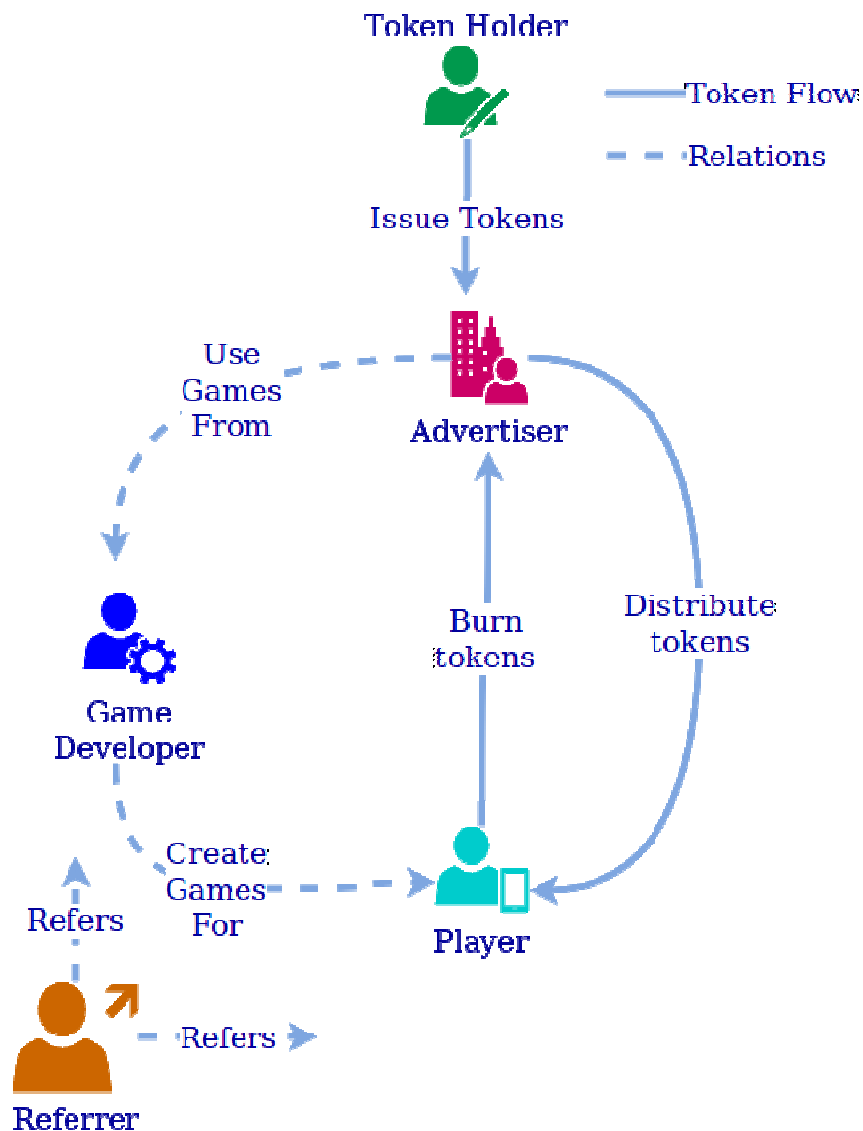 Token Holder
Token Flow
Relations
Issue Tokens
Use
Games
From
Advertiser
Burn
tokens
Distribute
tokens
Game
Developer
Create
Games
For
Refers
Player
Refers
Referrer